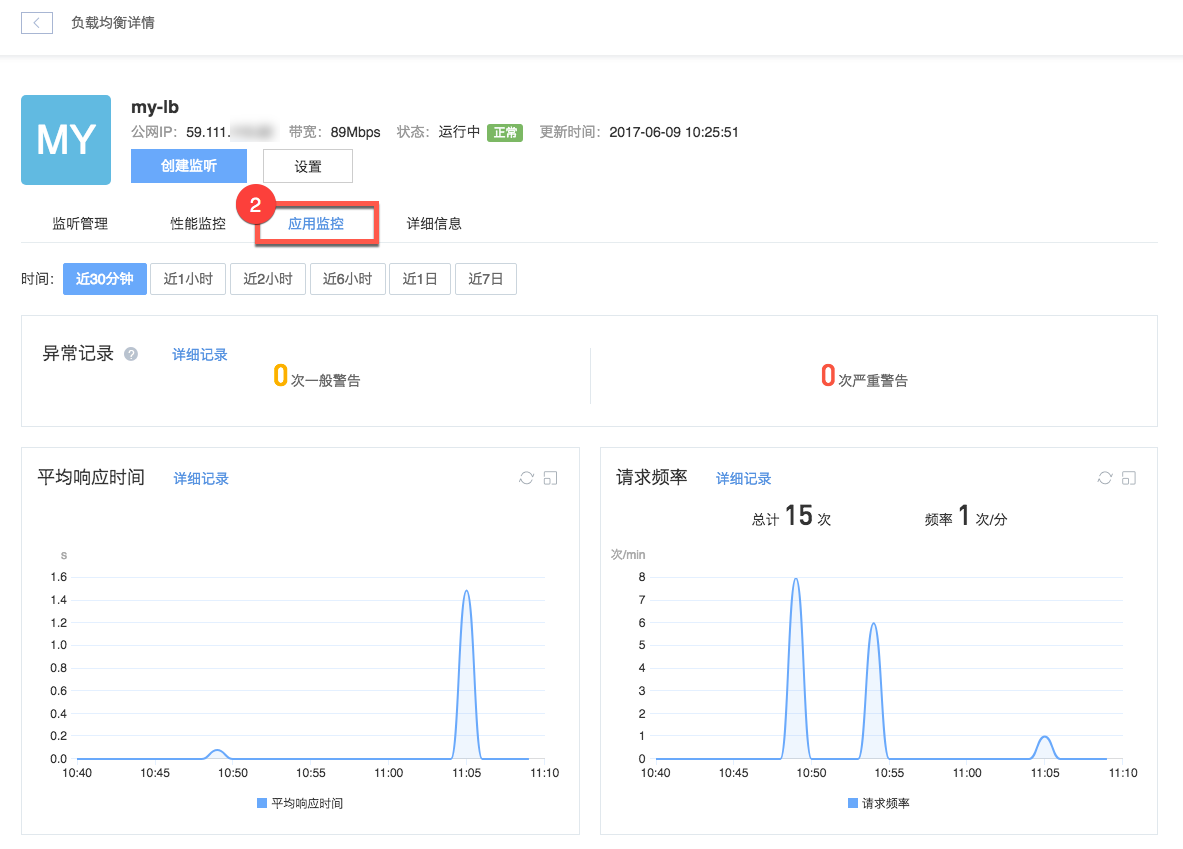 负载均衡详情
MY
my-lb
公网IP: 59.111. 带宽: 89Mbps 状态: 运行中 正常 更新时间: 2017-06-09 10:25:51
创建监听 设置
2
监听管理 性能监控 应用监控 详细信息
时间: 近30分钟 近1小时 近2小时 近6小时 近1日 近7日
异常记录 ? 详细记录
0次一般警告 0次严重警告
平均响应时间 详细记录
s
1.6
1.4
1.2
1.0
0.8
0.6
0.4
0.2
0.0
10:40 10:45 10:50 10:55 11:00 11:05 11:10
平均响应时间
请求频率 详细记录
总计 15 次 频率 1 次/分
次/min
8
7
6
5
4
3
2
1
0
10:40 10:45 10:50 10:55 11:00 11:05 11:10
请求频率